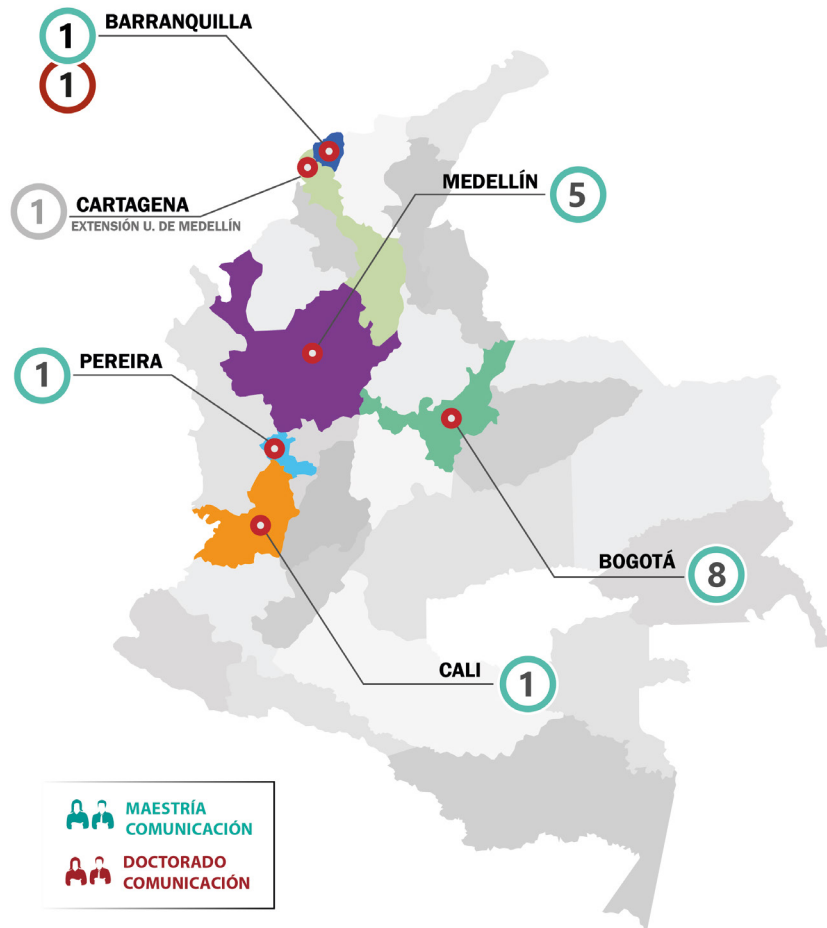 BARRANQUILLA
1
1
MEDELLÍN
5
1
CARTAGENA
EXTENSIÓN U. DE MEDELLÍN
PEREIRA
1
BOGOTÁ
8
CALI
1
MAESTRÍA
COMUNICACIÓN
DOCTORADO
COMUNICACIÓN